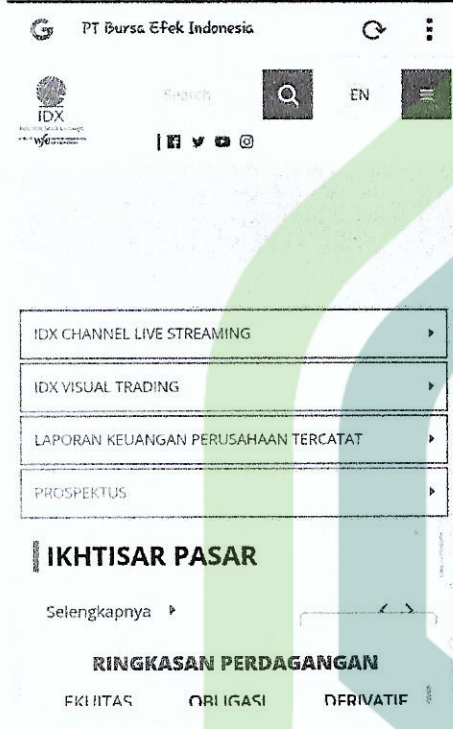 PT Bursa Efek Indonesia
Search
EN
IDX
IDX CHANNEL LIVE STREAMING
IDX VISUAL TRADING
LAPORAN KEUANGAN PERUSAHAAN TERCATAT
PROSPEKTUS
IKHTISAR PASAR
Selengkapnya
RINGKASAN PERDAGANGAN
EKUITAS OBLIGASI DERIVATIF